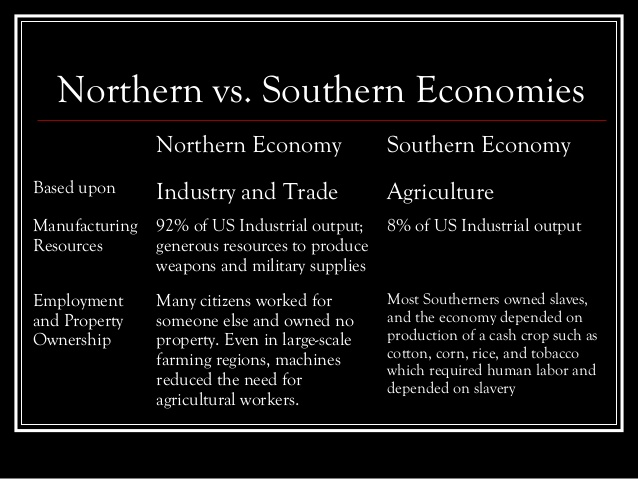 Northern vs. Southern Economies
Northern Economy
Southern Economy
Based upon
Industry and Trade
Agriculture
Manufacturing
Resources
92% of US Industrial output;
generous resources to produce
weapons and military supplies
8% of US Industrial output
Employment
and Property
Ownership
Many citizens worked for
someone else and owned no
property. Even in large-scale
farming regions, machines
reduced the need for
agricultural workers.
Most Southerners owned slaves,
and the economy depended on
production of a cash crop such as
cotton, corn, rice, and tobacco
which required human labor and
depended on slavery